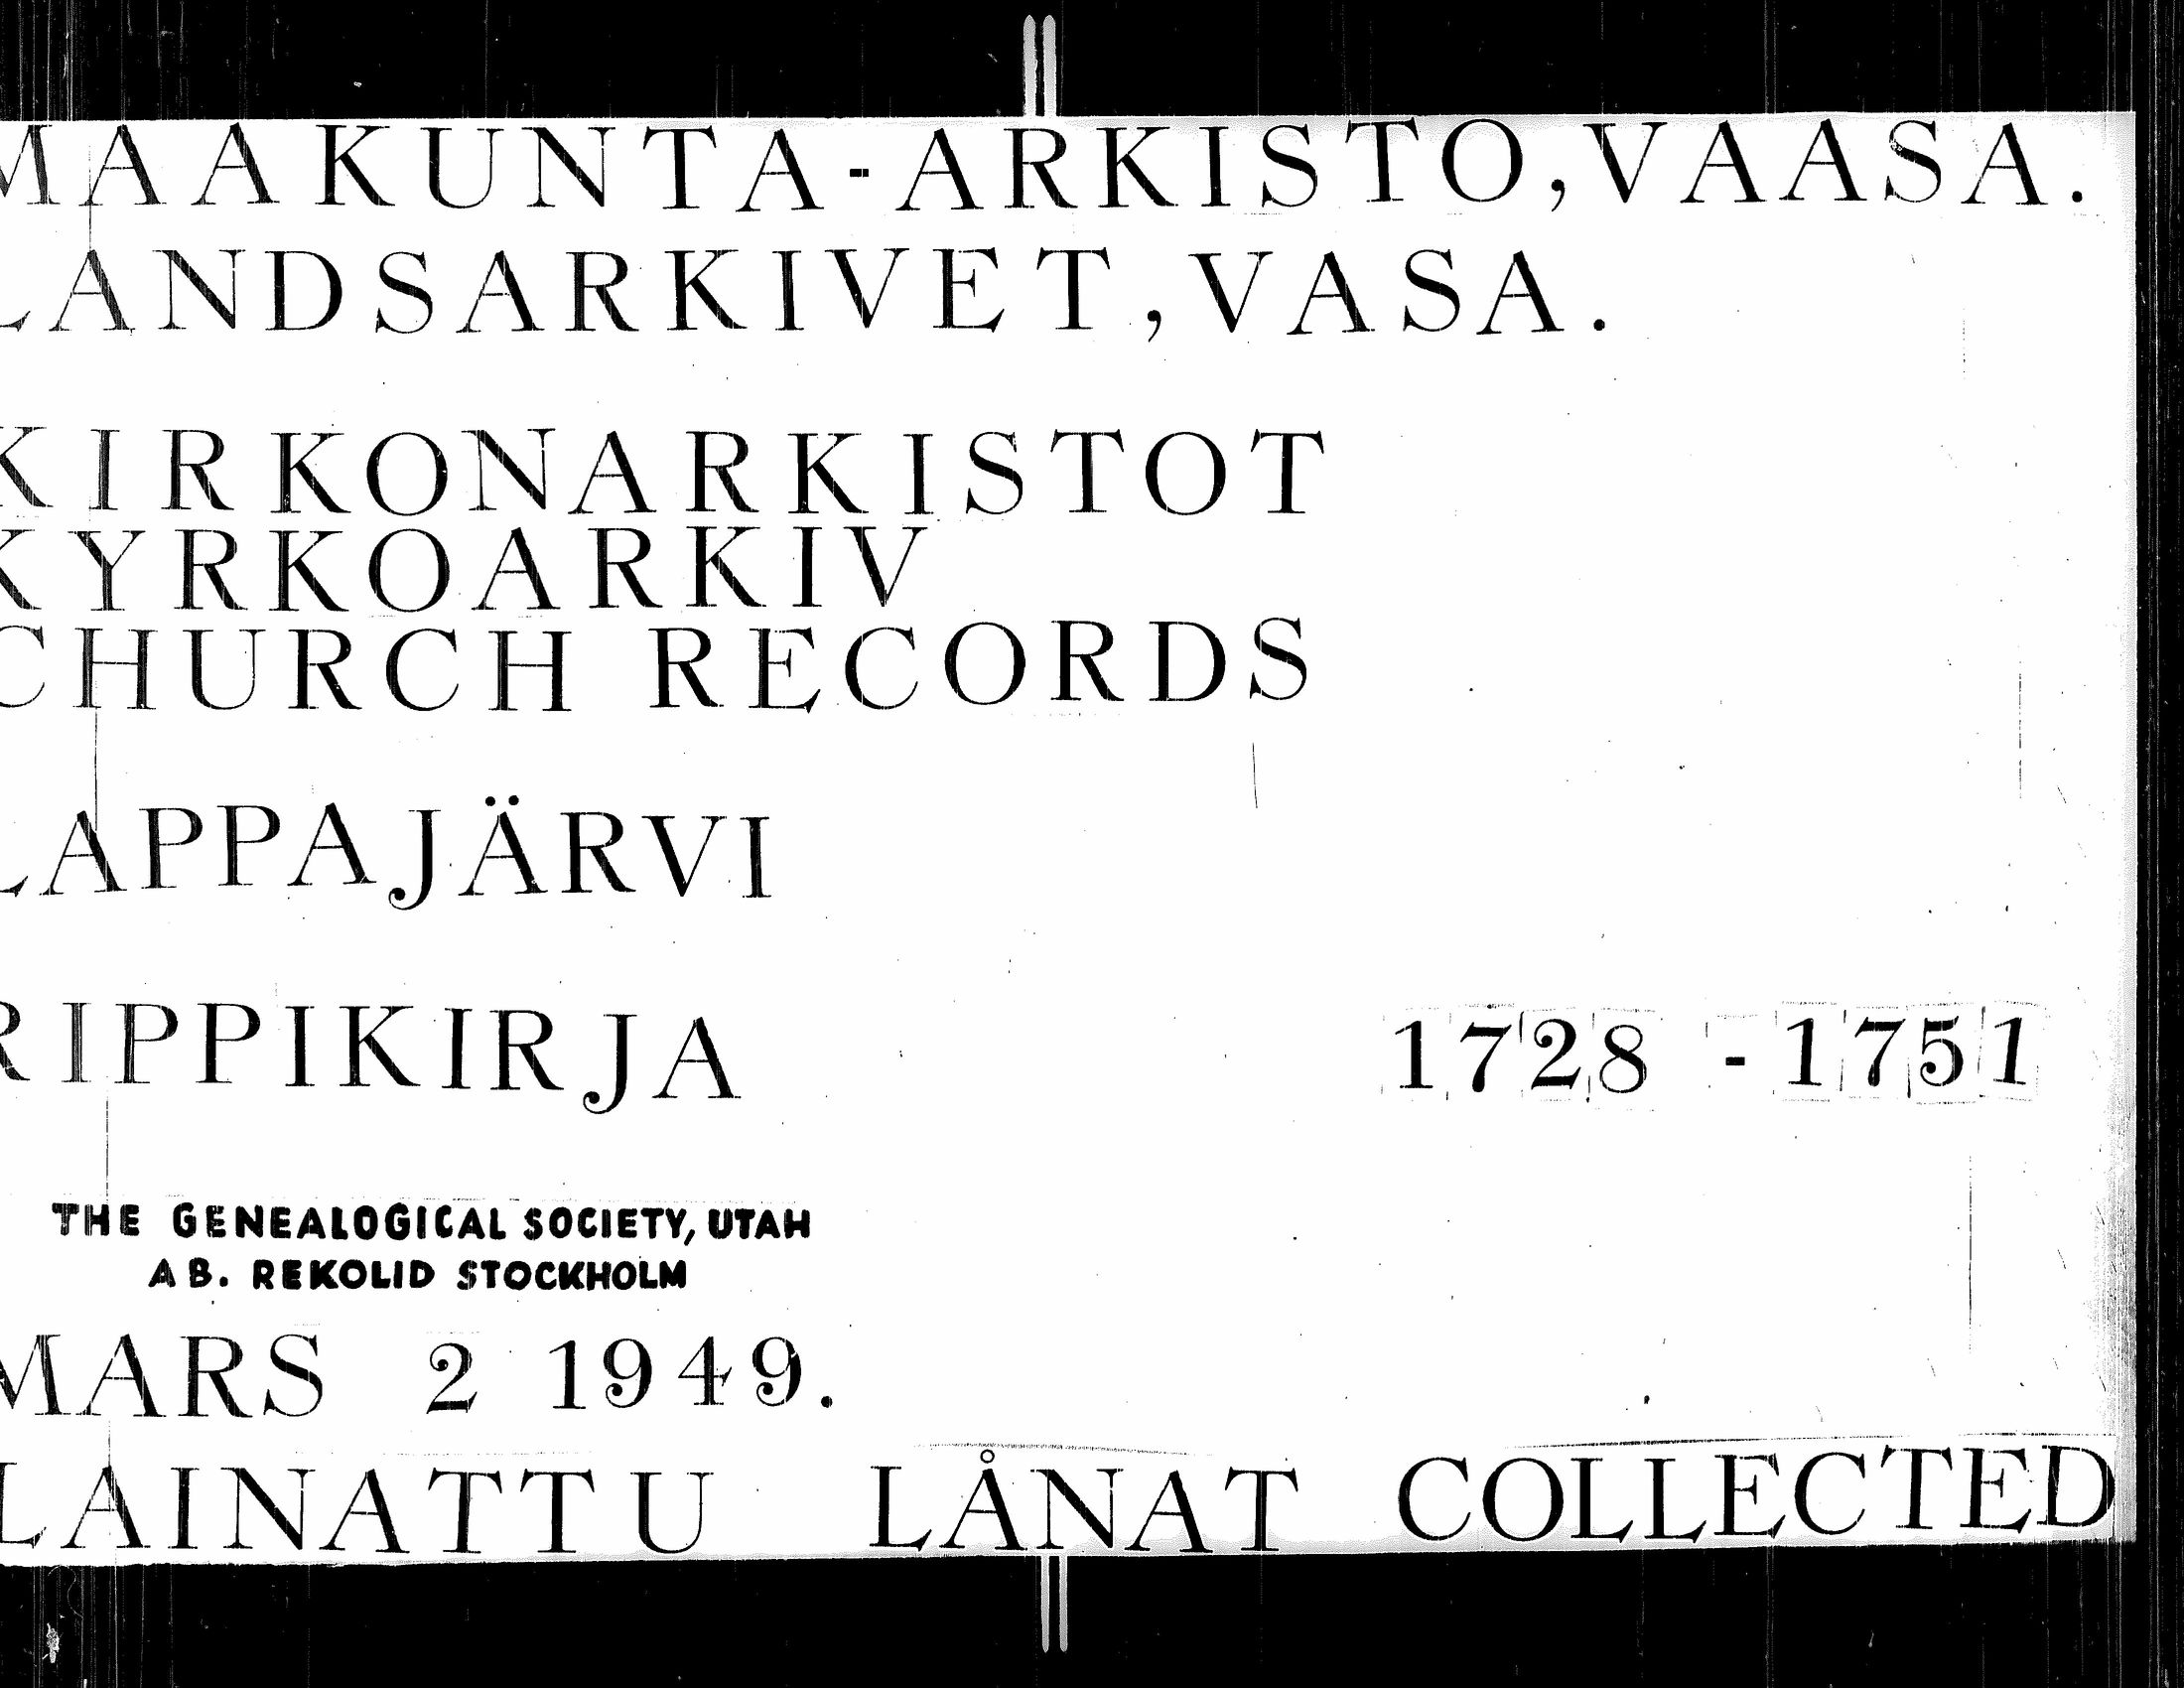 MAAKUNTA-ARKISTO, VAASA.
LANDSARKIVET, VASA.
KIRKONARKISTOT
KYRKOARKIV
CHURCH RECORDS
LAPPAJÄRVI
RIPPIKIRJA 1728 - 1751
THE GENEALOGICAL SOCIETY, UTAH
AB. REKOLID STOCKHOLM
MARS 2 1949.
LAINATTU LÅNAT COLLECTED